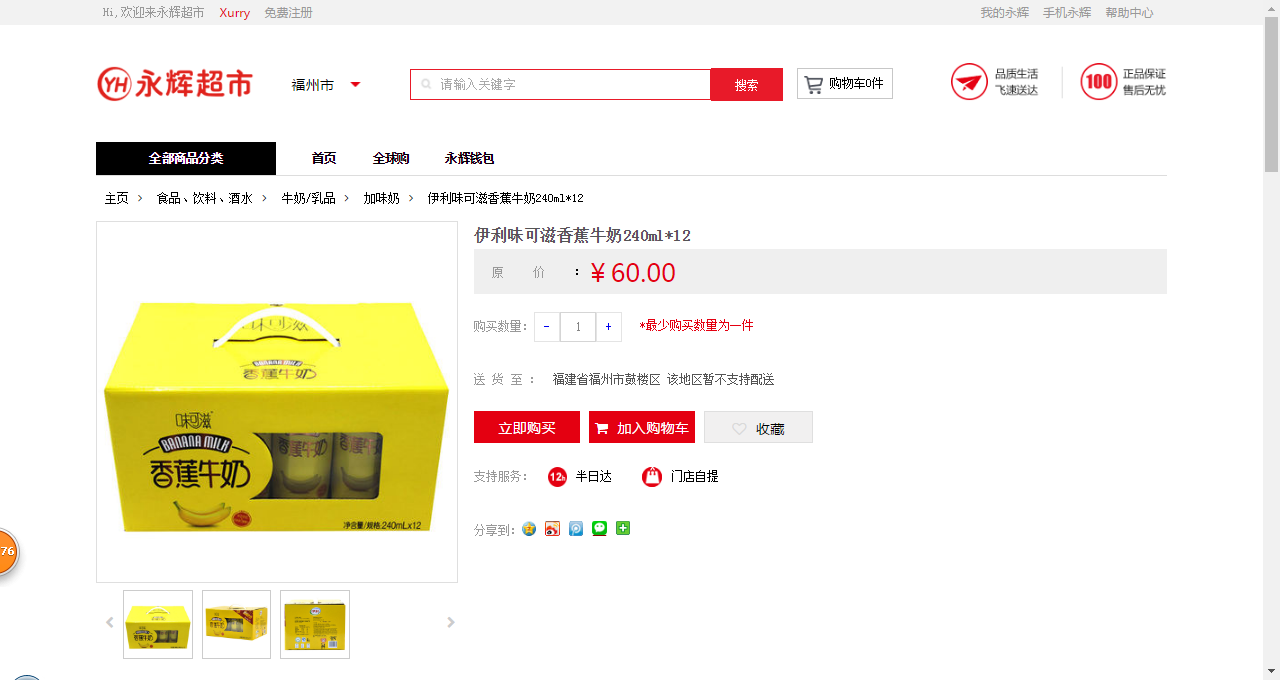 Hi, 欢迎来永辉超市 Xurry 免费注册 我的永辉 手机永辉 帮助中心
YH 永辉超市 福州市 请输入关键字 搜索 购物车0件 品质生活 飞速送达 100 正品保证 售后无忧
全部商品分类 首页 全球购 永辉钱包
主页 > 食品、饮料、酒水 > 牛奶/乳品 > 加味奶 > 伊利味可滋香蕉牛奶240ml*12
伊利味可滋香蕉牛奶240ml*12
原 价 : ¥ 60.00
购买数量: - 1 + *最少购买数量为一件
送 货 至 : 福建省福州市鼓楼区 该地区暂不支持配送
立即购买 加入购物车 收藏
支持服务: 12h 半日达 门店自提
分享到:
味可滋
BANANA MILK
香蕉牛奶
味可滋
BANANA MILK
香蕉牛奶
净含量/规格:240mLx12
76